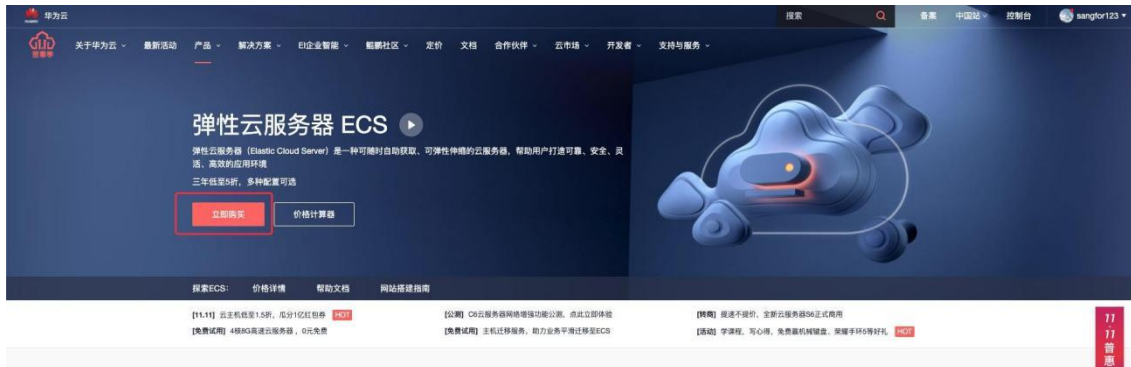 华为云 搜索 备案 中国站 控制台 sangfor123
关于华为云 最新活动 产品 解决方案 EI企业智能 鲲鹏社区 定价 文档 合作伙伴 云市场 开发者 支持与服务
弹性云服务器 ECS
弹性云服务器（Elastic Cloud Server）是一种可随时自助获取、可弹性伸缩的云服务器，帮助用户打造可靠、安全、灵
活、高效的应用环境
三年低至5折，多种配置可选
立即购买 价格计算器
探索ECS: 价格详情 帮助文档 网站搭建指南
[11.11] 云主机低至1.5折，瓜分1亿红包券 HOT [公测] C6云服务器网络增强功能公测，点此立即体验 [转商] 提速不提价，全新云服务器S6正式商用
[免费试用] 4核8G高速云服务器，0元免费 [免费试用] 主机迁移服务，助力业务平滑迁移至ECS [活动] 学课程，写心得，免费赢机械键盘、荣耀手环5等好礼 HOT
11
·
11
普
惠